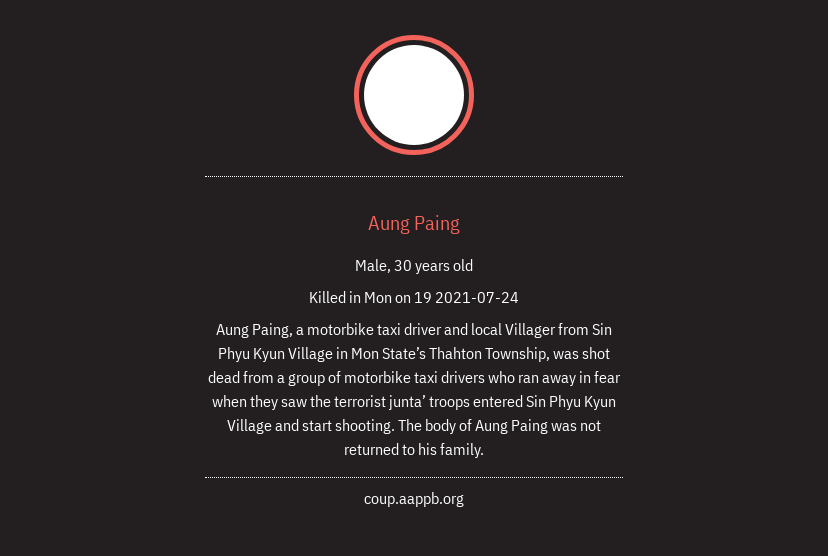 Aung Paing
Male, 30 years old
Killed in Mon on 19 2021-07-24
Aung Paing, a motorbike taxi driver and local Villager from Sin
Phyu Kyun Village in Mon State’s Thahton Township, was shot
dead from a group of motorbike taxi drivers who ran away in fear
when they saw the terrorist junta’ troops entered Sin Phyu Kyun
Village and start shooting. The body of Aung Paing was not
returned to his family.
coup.aappb.org